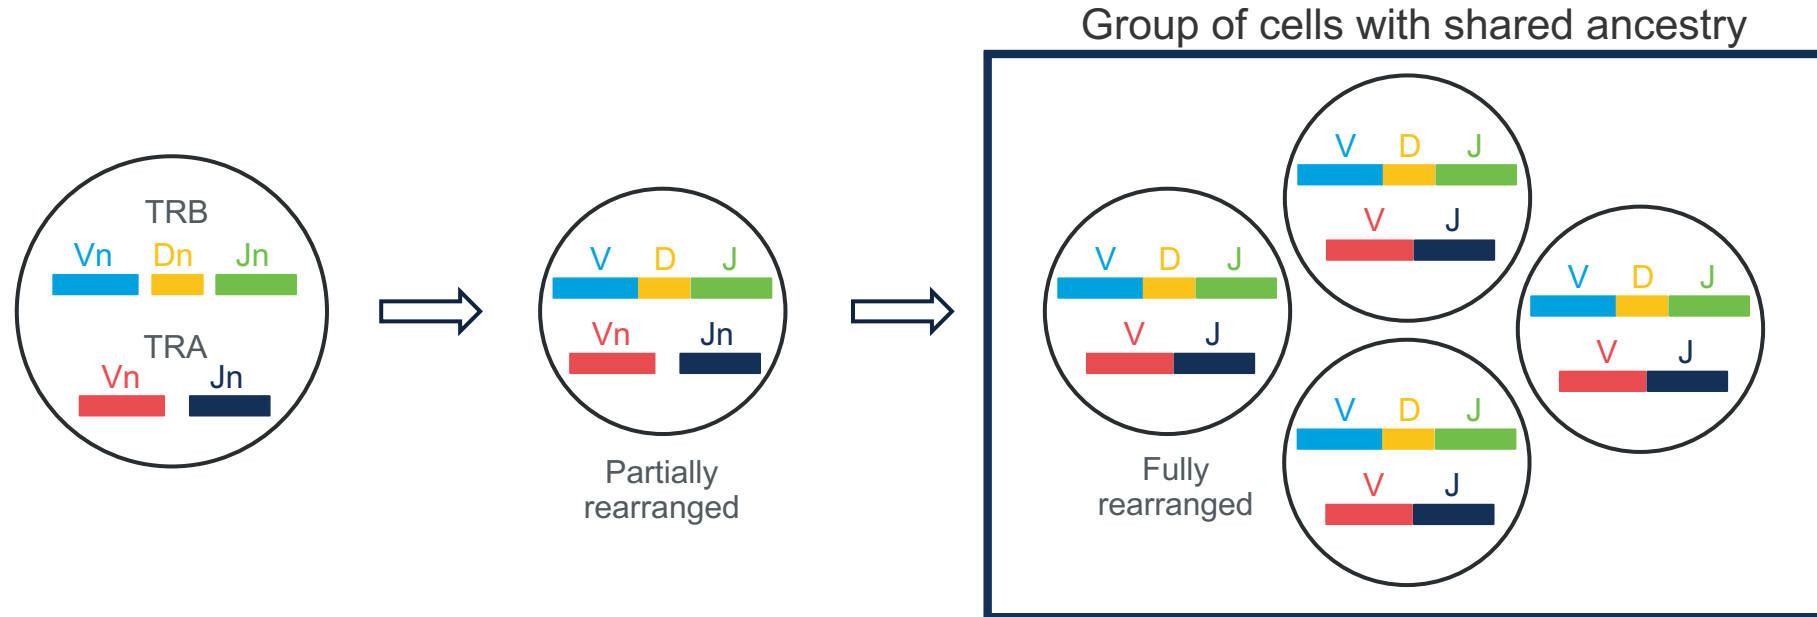 Group of cells with shared ancestry
TRB
Vn Dn Jn
TRA
Vn Jn
V D J
Vn Jn
Partially
rearranged
V D J
V J
Fully
rearranged
V D J
V J
V D J
V J
V D J
V J